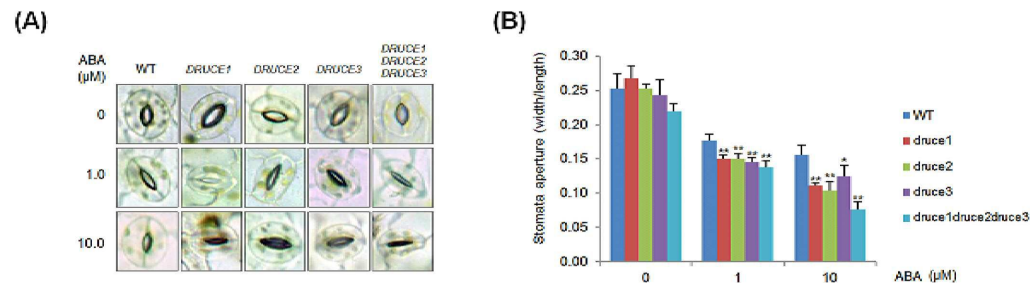 (A)
ABA
(µM)
WT
DRUCE1
DRUCE2
DRUCE3
DRUCE1
DRUCE2
DRUCE3
0
1.0
10.0
(B)
Stomata aperture (width/length)
0.30
0.25
0.20
0.15
0.10
0.05
0.00
** ** ** **
** ** * **
0 1 10 ABA (µM)
WT
druce1
druce2
druce3
druce1druce2druce3